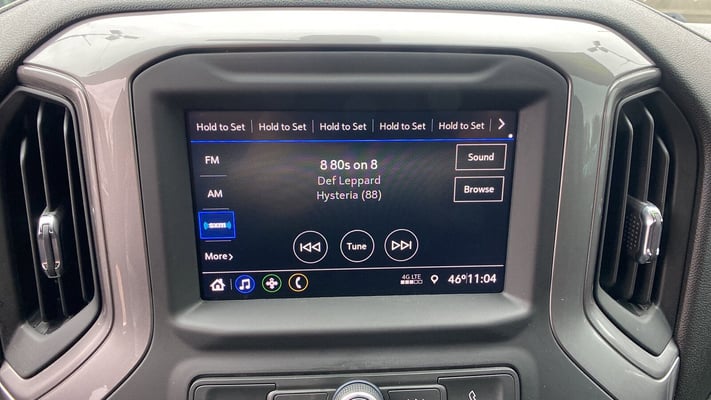 Hold to Set Hold to Set Hold to Set Hold to Set Hold to Set
FM
8 80s on 8
Sound
Def Leppard
AM
Hysteria (88)
Browse
sxm
Tune
More
4G LTE
46° 11:04